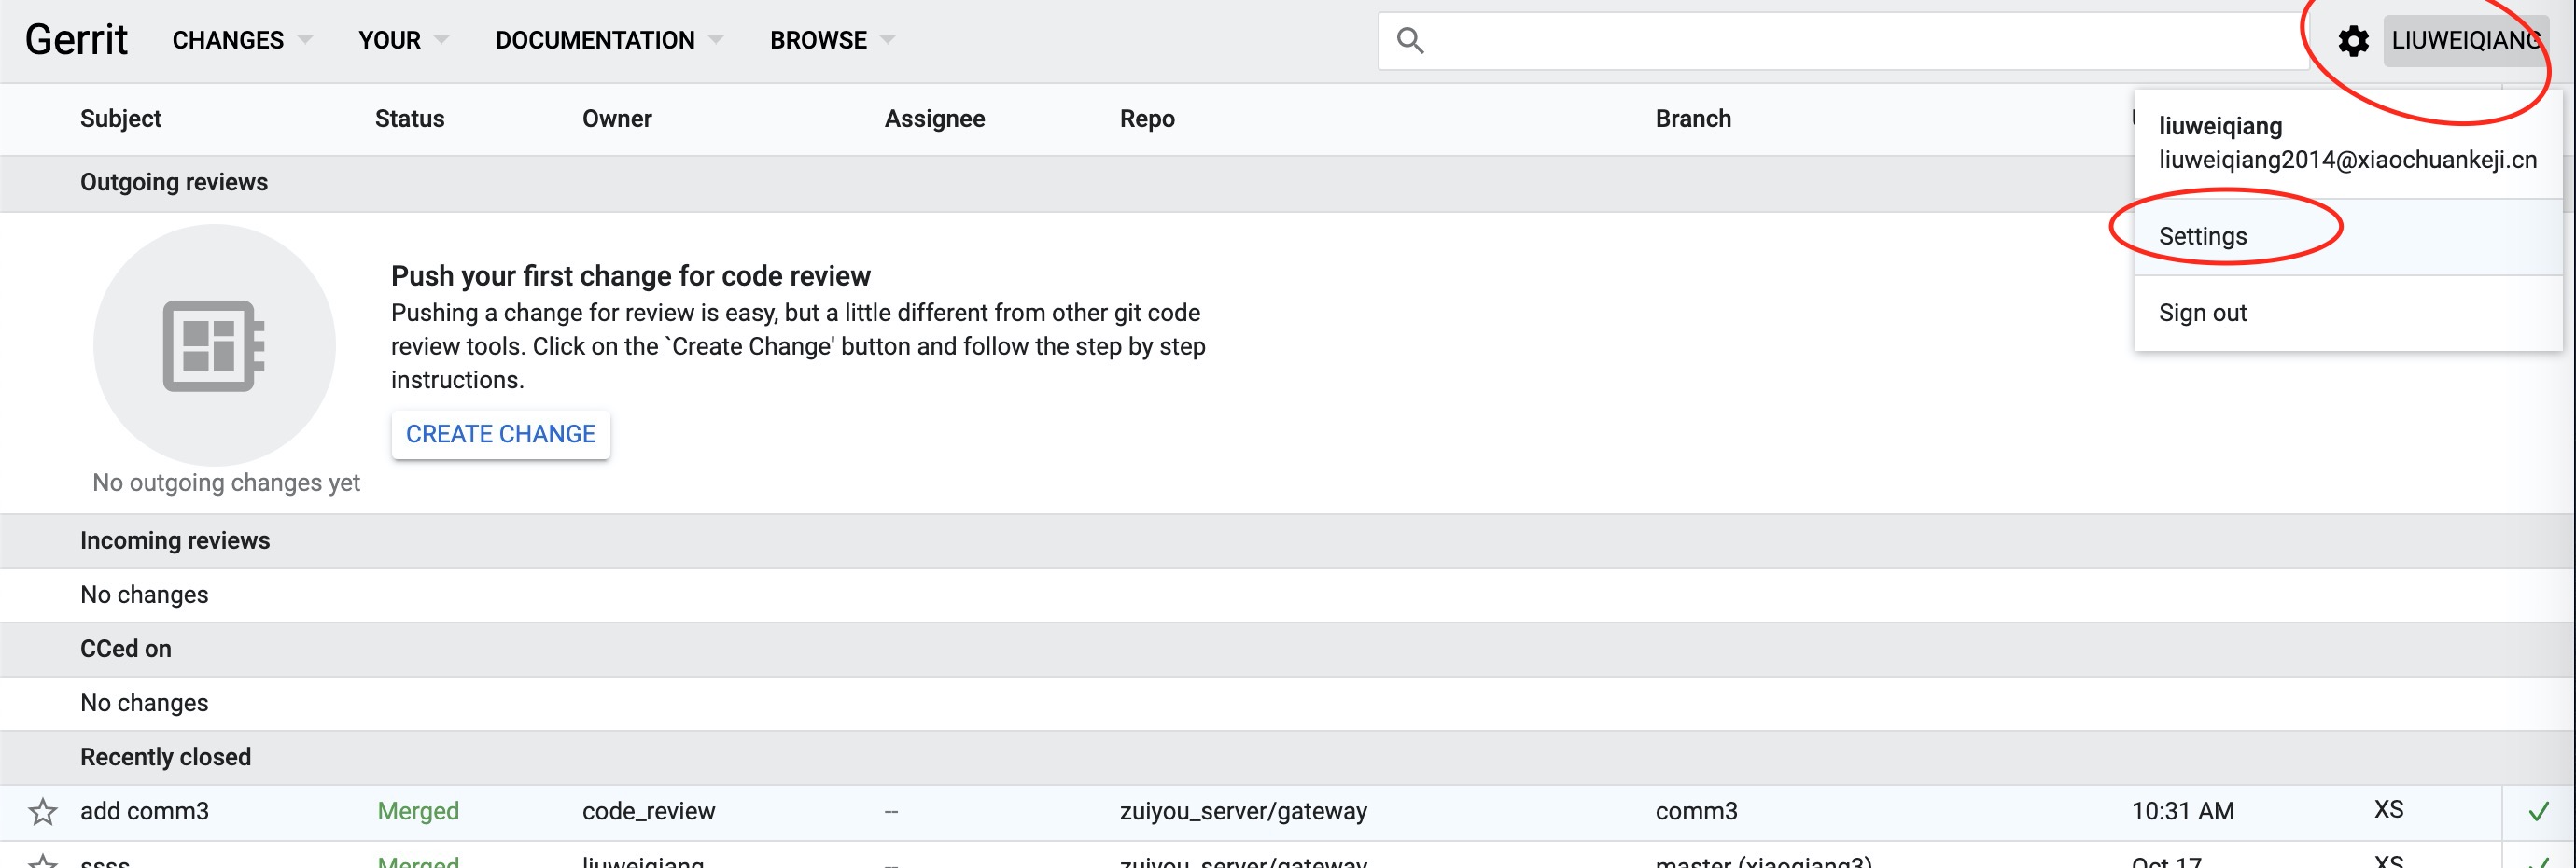 Gerrit CHANGES YOUR DOCUMENTATION BROWSE LIUWEIQIANG
Subject Status Owner Assignee Repo Branch
liuweiqiang
liuweiqiang2014@xiaochuankeji.cn
Outgoing reviews
Settings
Sign out
Push your first change for code review
Pushing a change for review is easy, but a little different from other git code
review tools. Click on the `Create Change' button and follow the step by step
instructions.
CREATE CHANGE
No outgoing changes yet
Incoming reviews
No changes
CCed on
No changes
Recently closed
add comm3 Merged code_review -- zuiyou_server/gateway comm3 10:31 AM XS
ssss Merged liuweiqiang -- zuiyou_server/gateway master (xiaoqiang3) Oct 17 XS